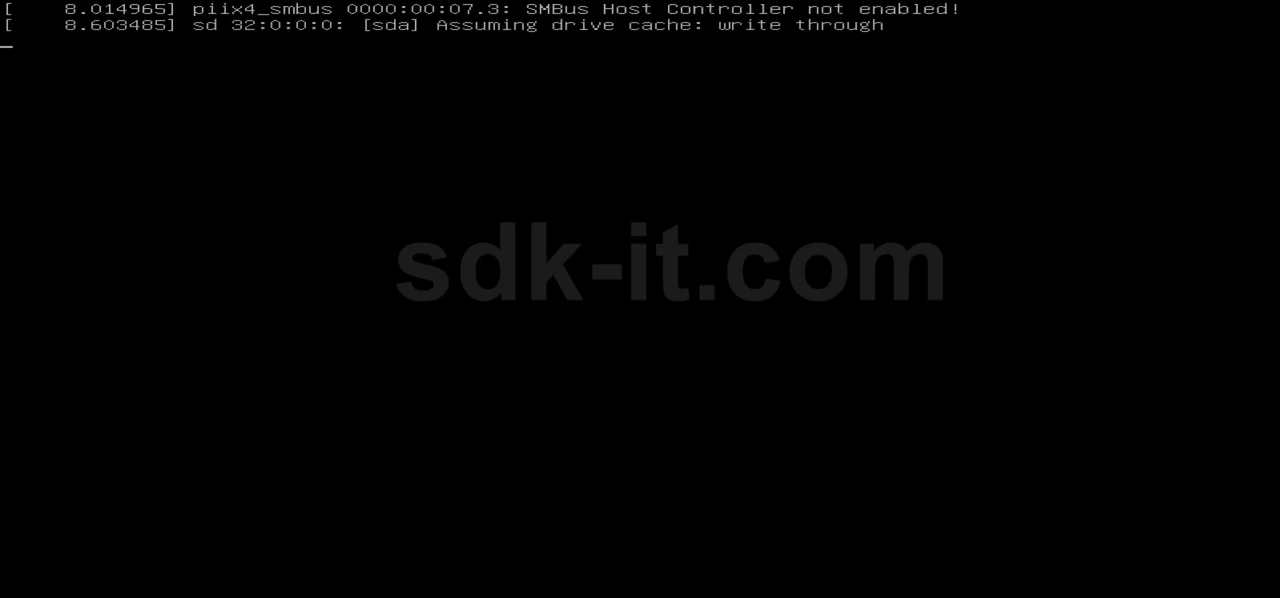 [    8.014965] piix4_smbus 0000:00:07.3: SMBus Host Controller not enabled!
[    8.603485] sd 32:0:0:0: [sda] Assuming drive cache: write through
sdk-it.com